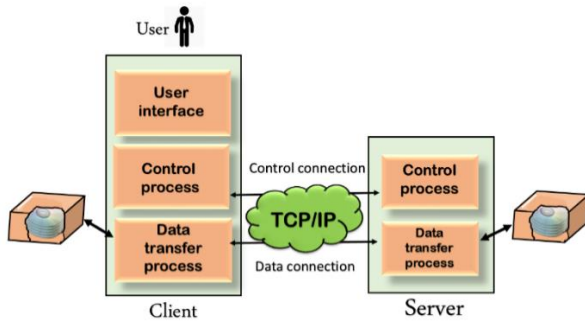 User
User
interface
Control
process
Data
transfer
process
Client
Control connection
TCP/IP
Data connection
Control
process
Data
transfer
process
Server